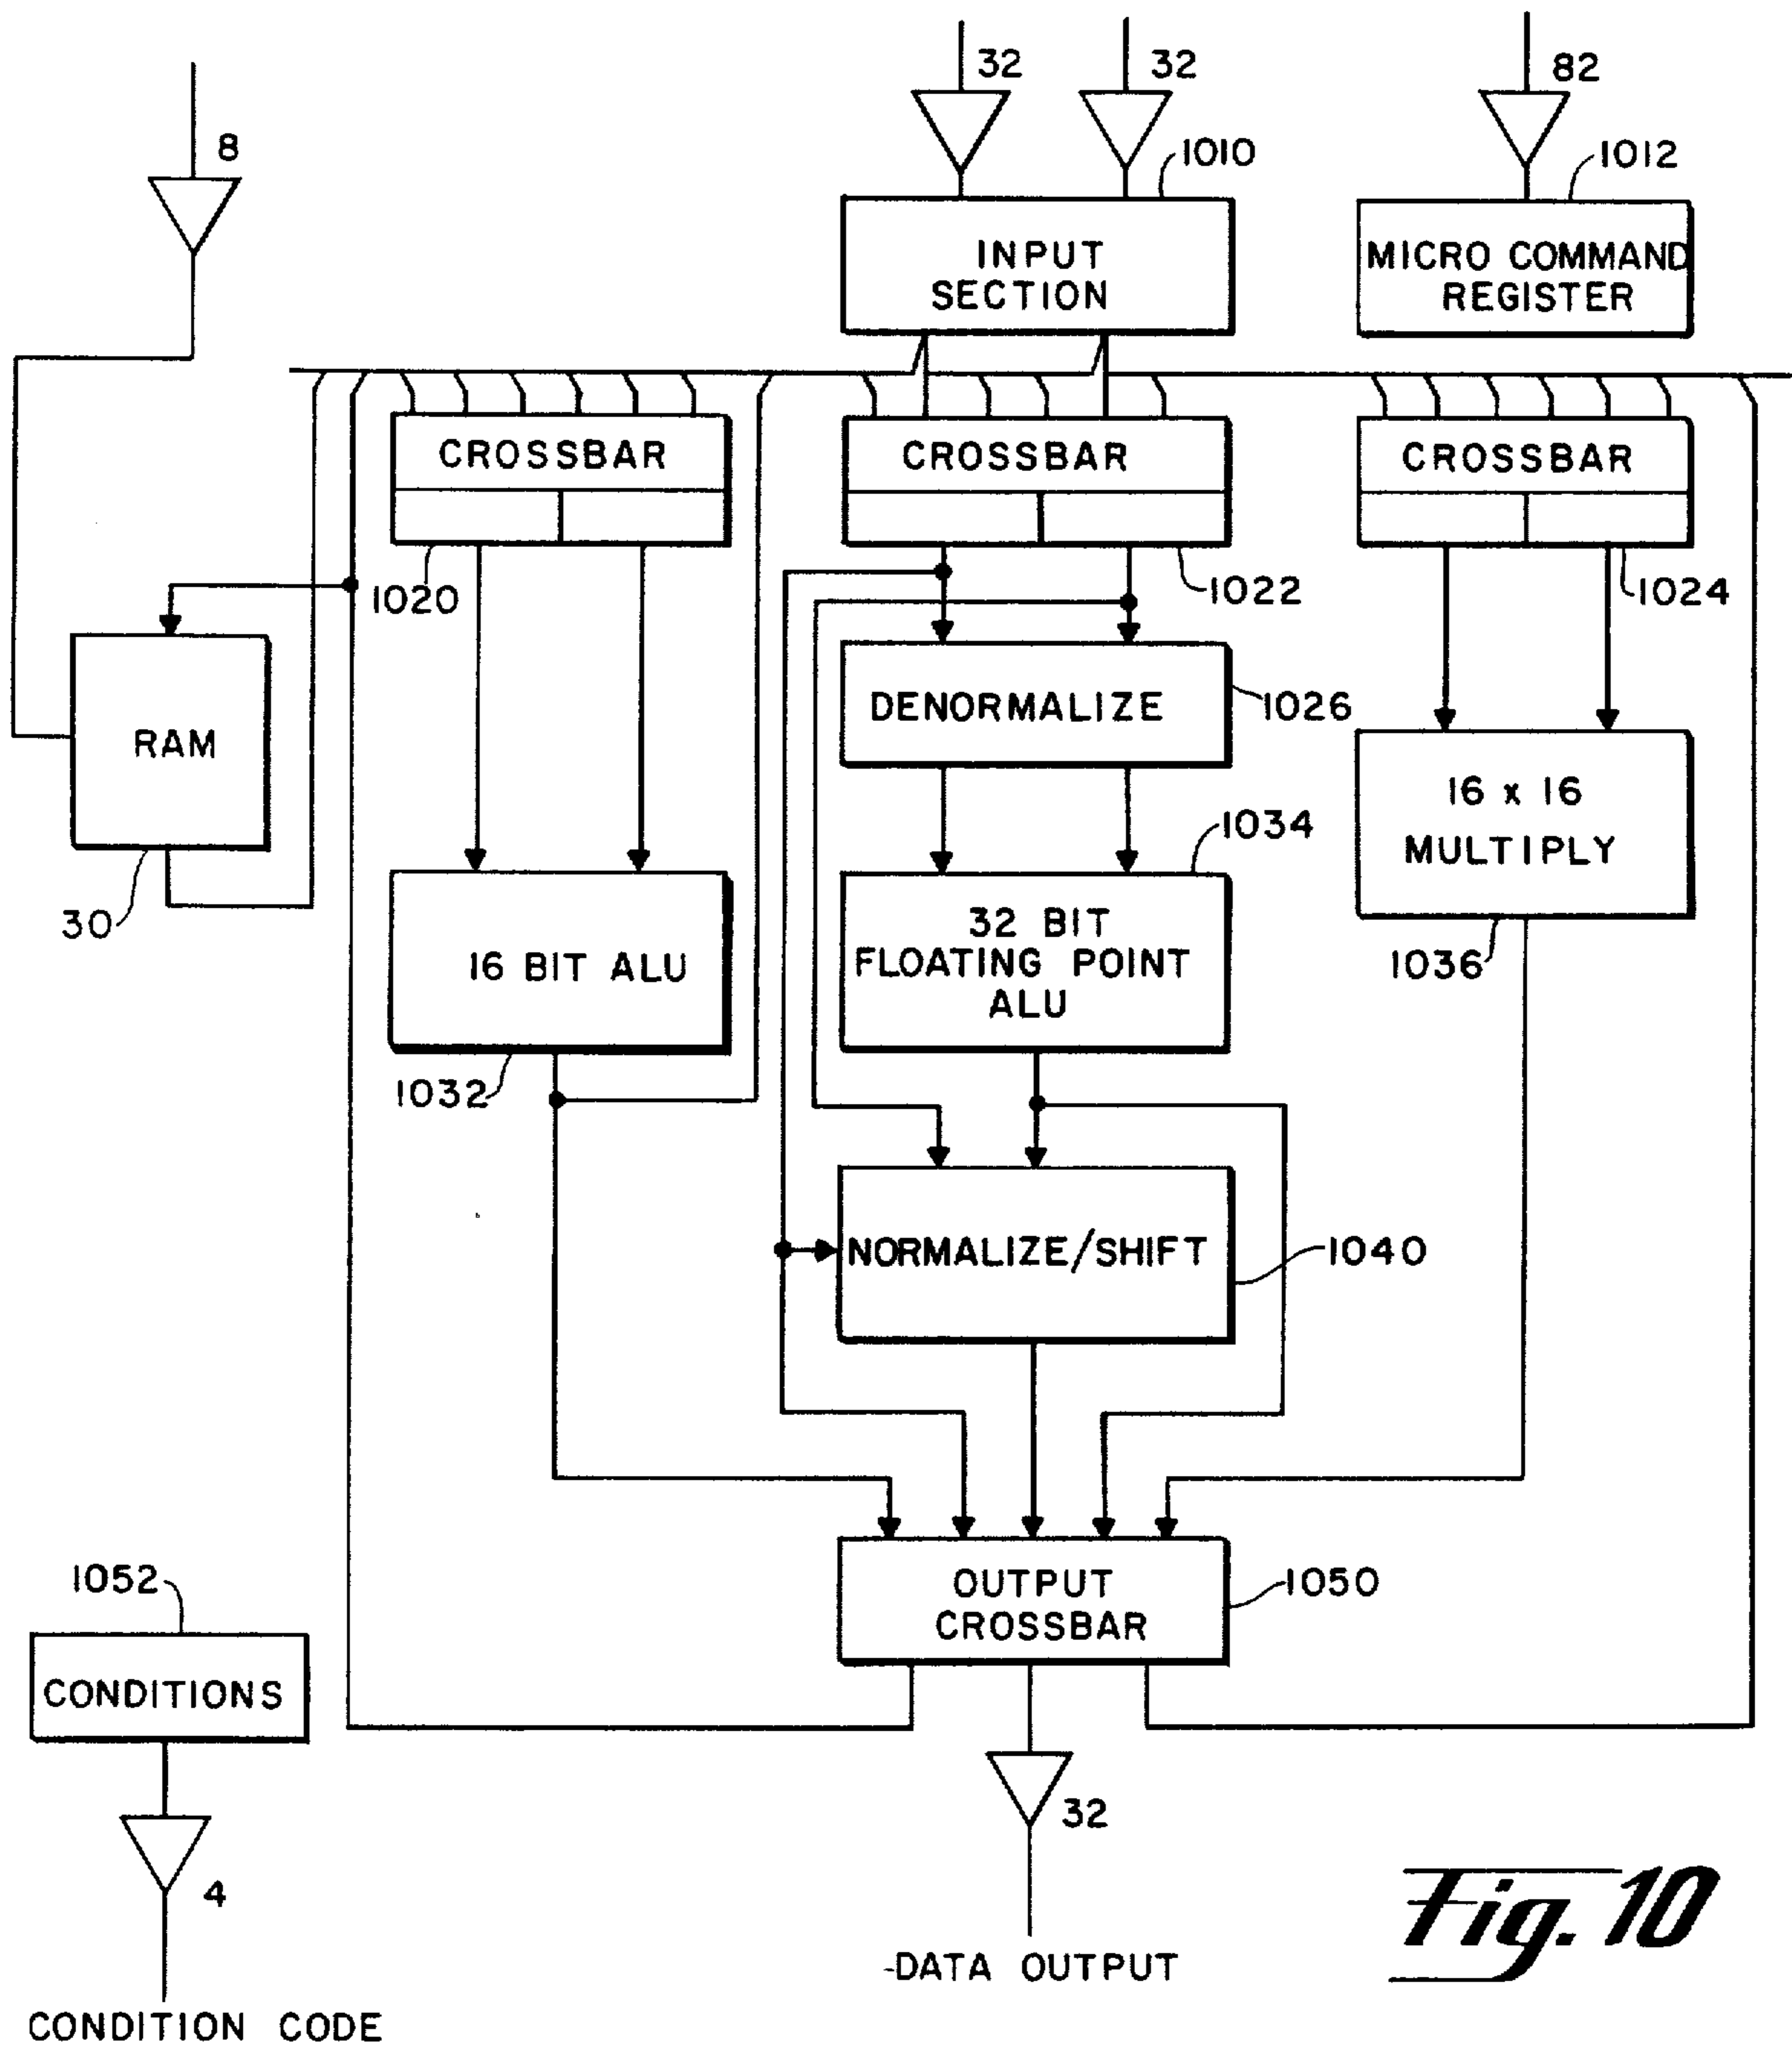 32
32
82
8
1010
1012
INPUT
SECTION
MICRO COMMAND
REGISTER
CROSSBAR
CROSSBAR
CROSSBAR
1020
1022
1024
RAM
DENORMALIZE
1026
16 x 16
MULTIPLY
1034
30
16 BIT ALU
32 BIT
FLOATING POINT
ALU
1036
1032
NORMALIZE/SHIFT
1040
1052
OUTPUT
CROSSBAR
1050
CONDITIONS
32
4
Fig. 10
DATA OUTPUT
CONDITION CODE